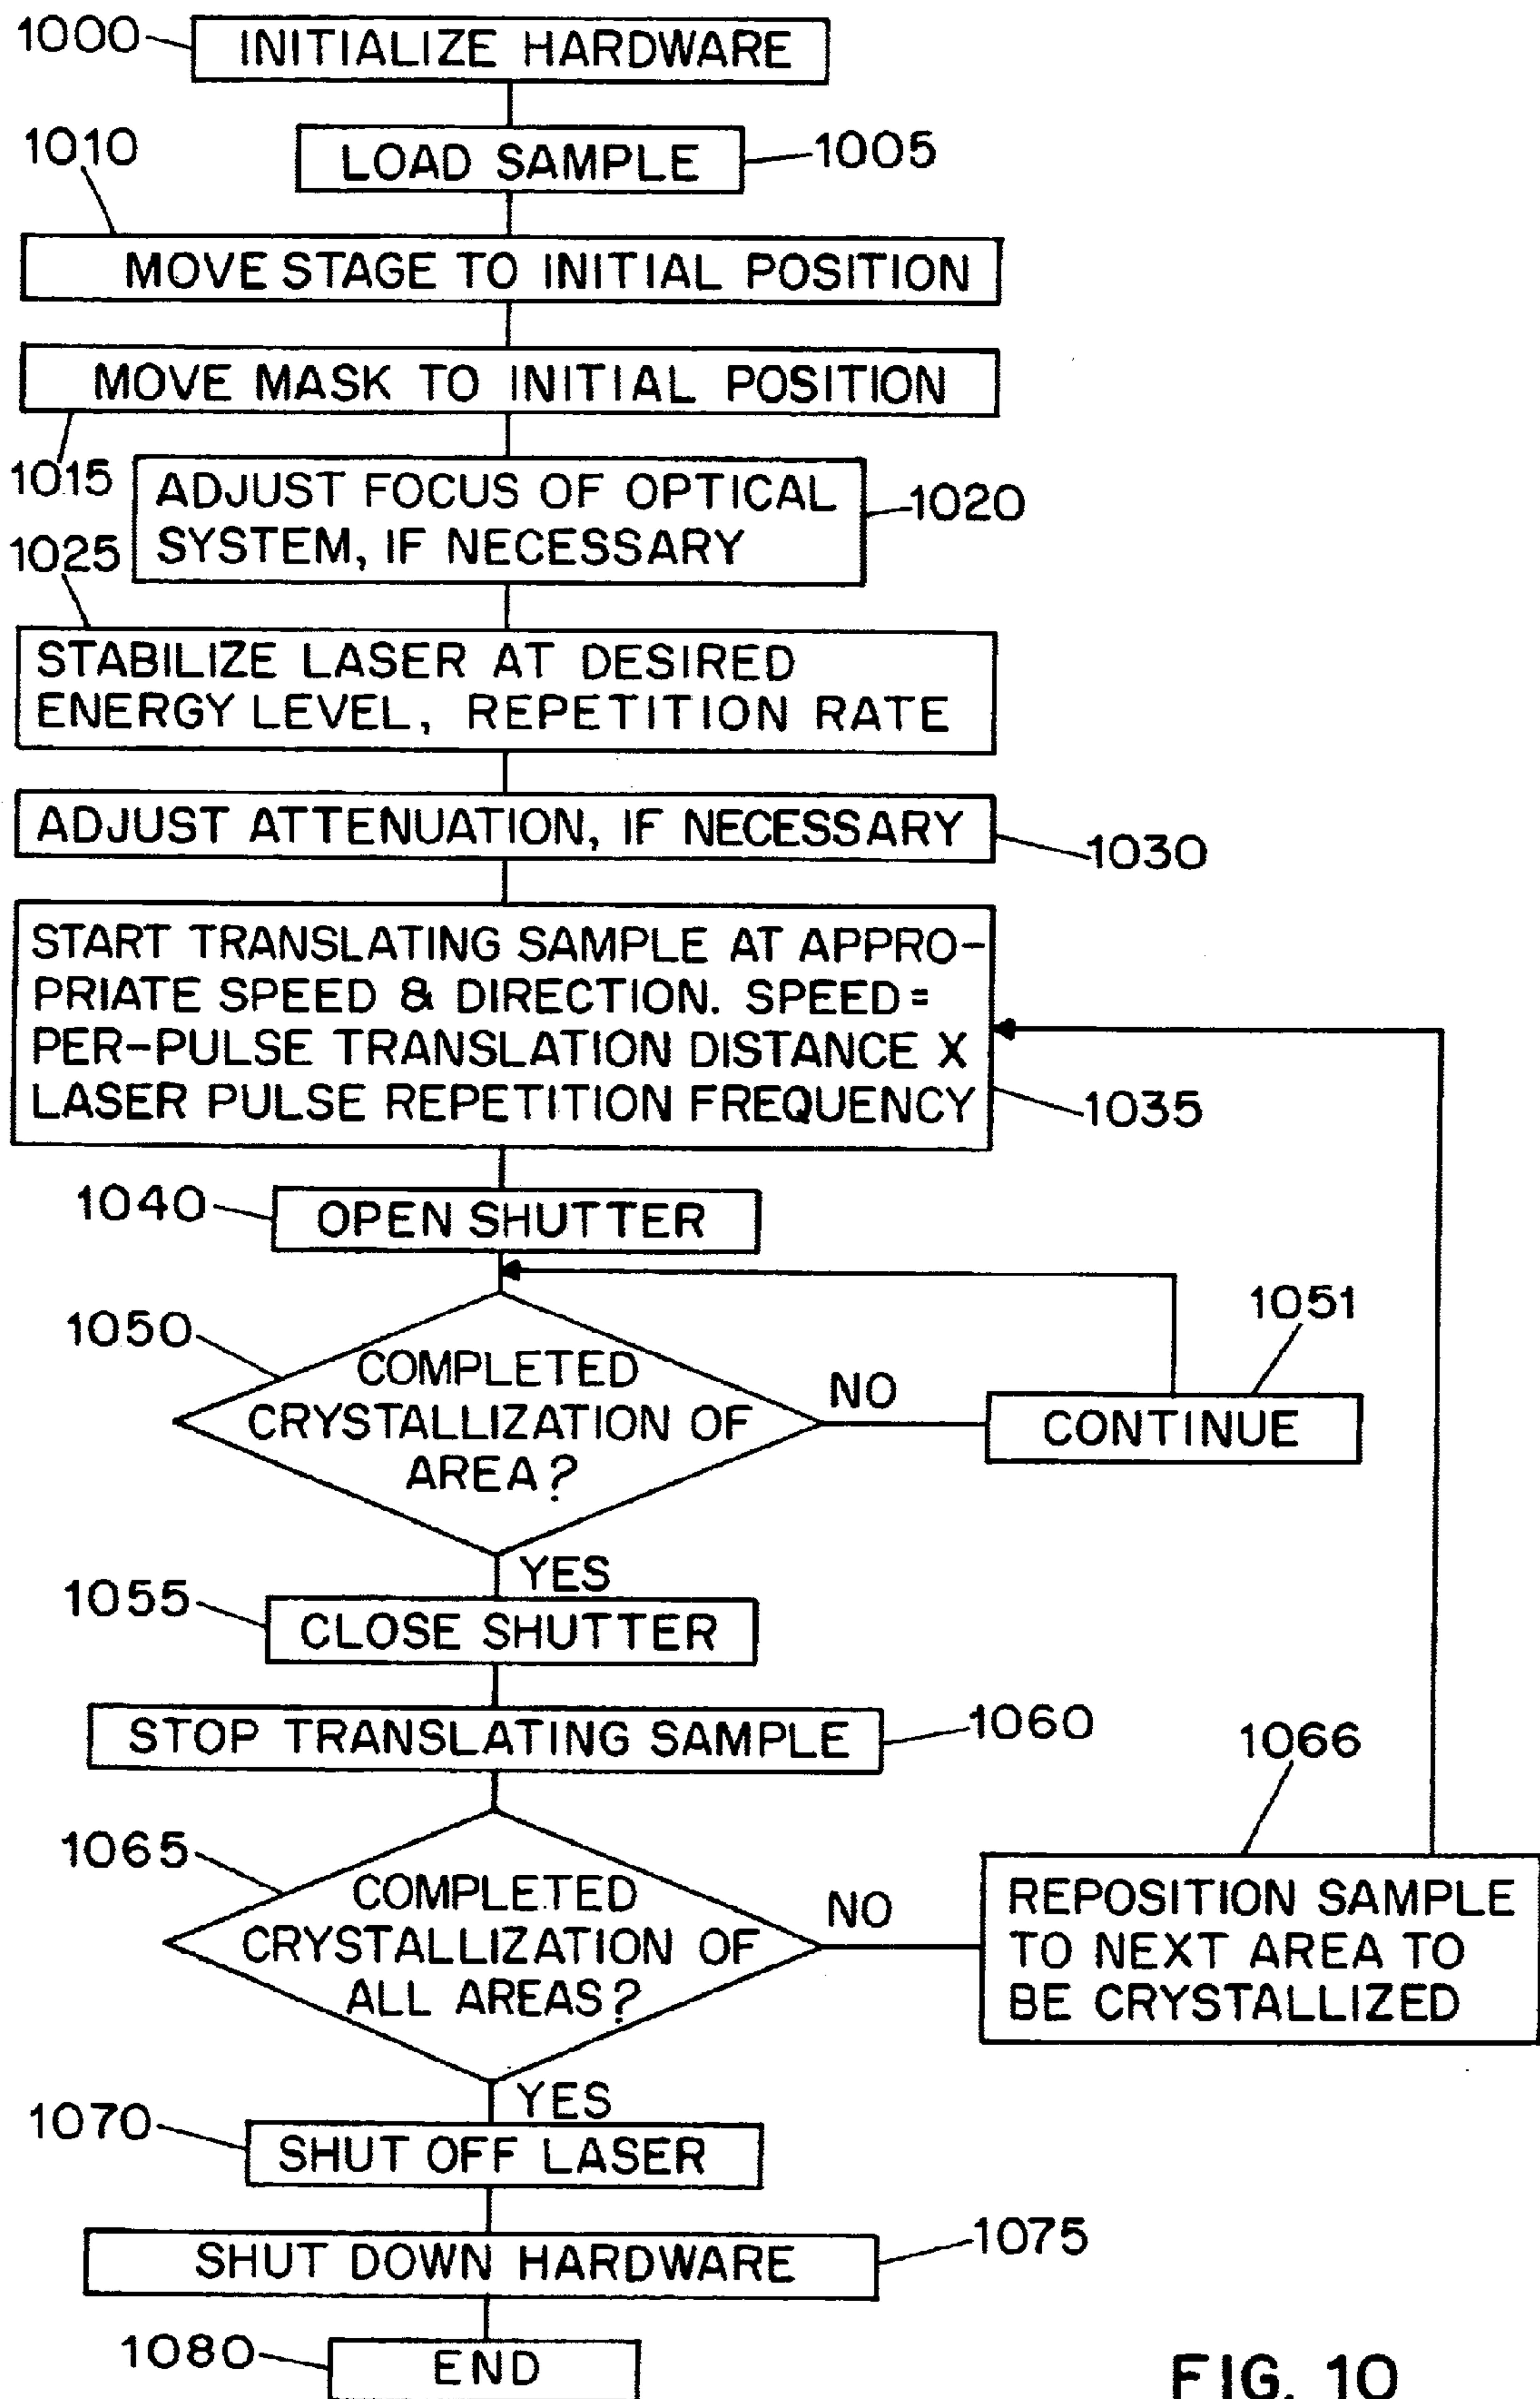 1000
INITIALIZE HARDWARE
LOAD SAMPLE
1005
1010
MOVE STAGE TO INITIAL POSITION
MOVE MASK TO INITIAL POSITION
1015
ADJUST FOCUS OF OPTICAL
SYSTEM, IF NECESSARY
1020
1025
STABILIZE LASER AT DESIRED
ENERGY LEVEL, REPETITION RATE
ADJUST ATTENUATION, IF NECESSARY
1030
START TRANSLATING SAMPLE AT APPRO-
PRIATE SPEED & DIRECTION. SPEED=
PER-PULSE TRANSLATION DISTANCE X
LASER PULSE REPETITION FREQUENCY
1035
1040
OPEN SHUTTER
1050
COMPLETED
CRYSTALLIZATION OF
AREA?
NO
1051
CONTINUE
YES
1055
CLOSE SHUTTER
STOP TRANSLATING SAMPLE
1060
1065
COMPLETED
CRYSTALLIZATION OF
ALL AREAS?
NO
1066
REPOSITION SAMPLE
TO NEXT AREA TO
BE CRYSTALLIZED
YES
1070
SHUT OFF LASER
SHUT DOWN HARDWARE
1075
1080
END
FIG. 10